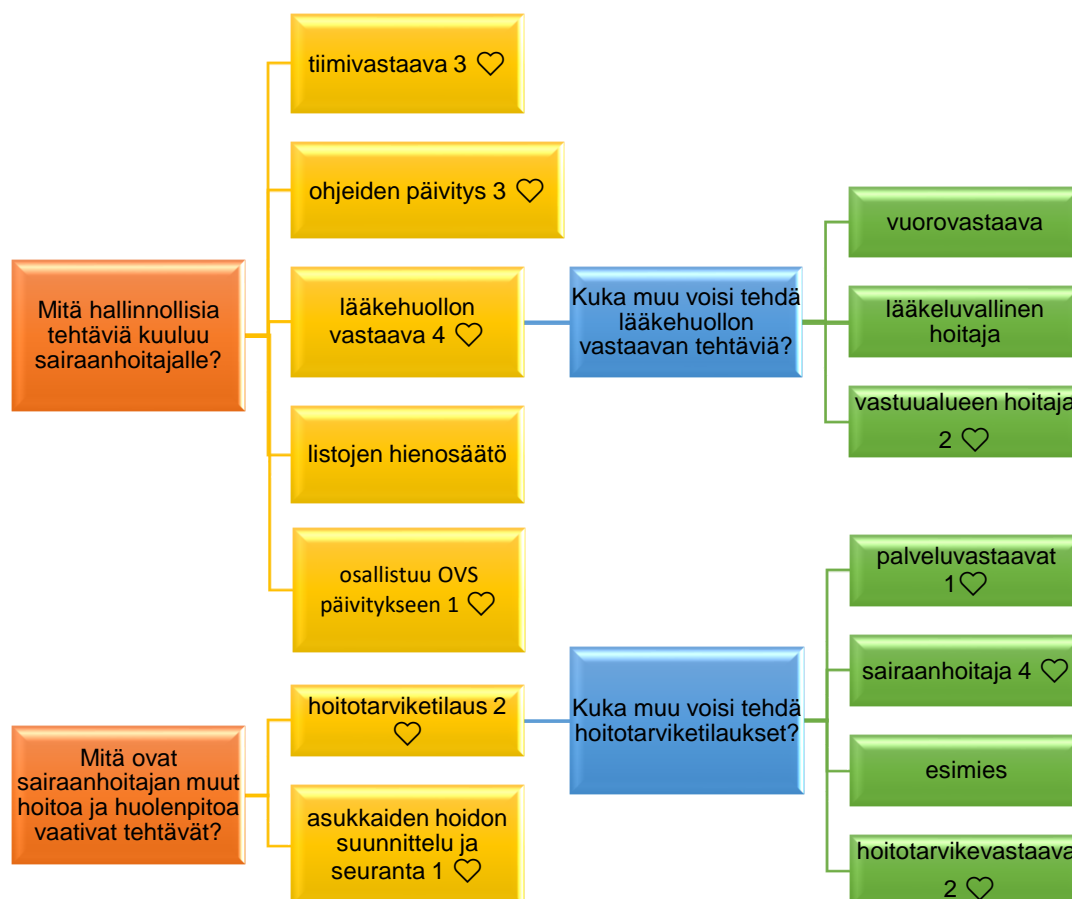 tiimivastaava 3 ♡
ohjeiden päivitys 3 ♡
Mitä hallinnollisia
tehtäviä kuuluu
sairaanhoitajalle?
lääkehuollon
vastaava 4 ♡
listojen hienosäätö
osallistuu OVS
päivitykseen 1 ♡
Kuka muu voisi tehdä
lääkehuollon
vastaavan tehtäviä?
vuorovastaava
lääkeluvallinen
hoitaja
vastuualueen hoitaja
2 ♡
Mitä ovat
sairaanhoitajan muut
hoitoa ja huolenpitoa
vaativat tehtävät?
hoitotarviketilaus 2
♡
asukkaiden hoidon
suunnittelu ja
seuranta 1 ♡
Kuka muu voisi tehdä
hoitotarviketilaukset?
palveluvastaavat
1♡
sairaanhoitaja 4 ♡
esimies
hoitotarvikevastaava
2 ♡